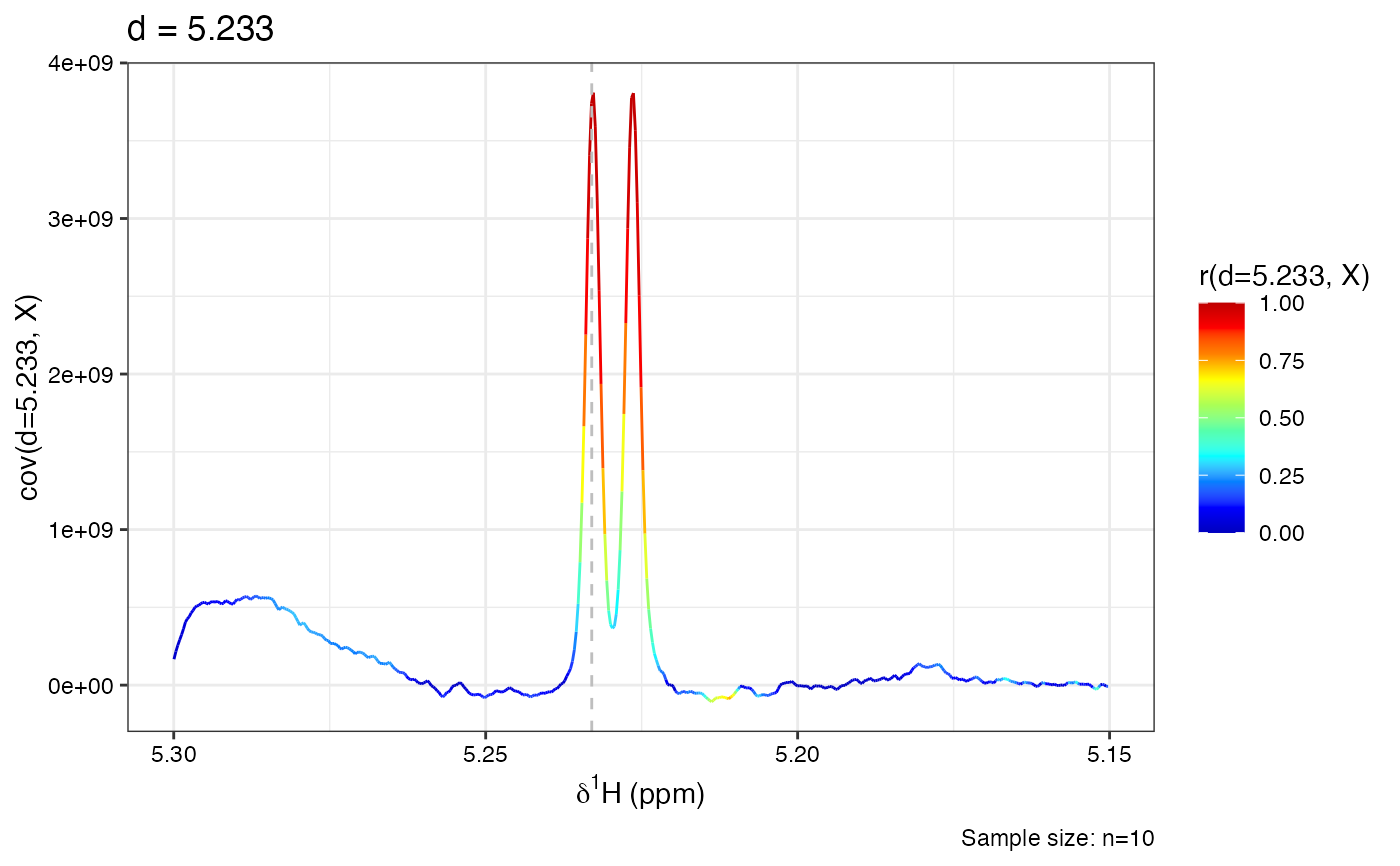 d = 5.233
4e+09
3e+09
2e+09
1e+09
0e+00
cov(d=5.233, X)
5.30
5.25
5.20
5.15
δ¹H (ppm)
r(d=5.233, X)
1.00
0.75
0.50
0.25
0.00
Sample size: n=10